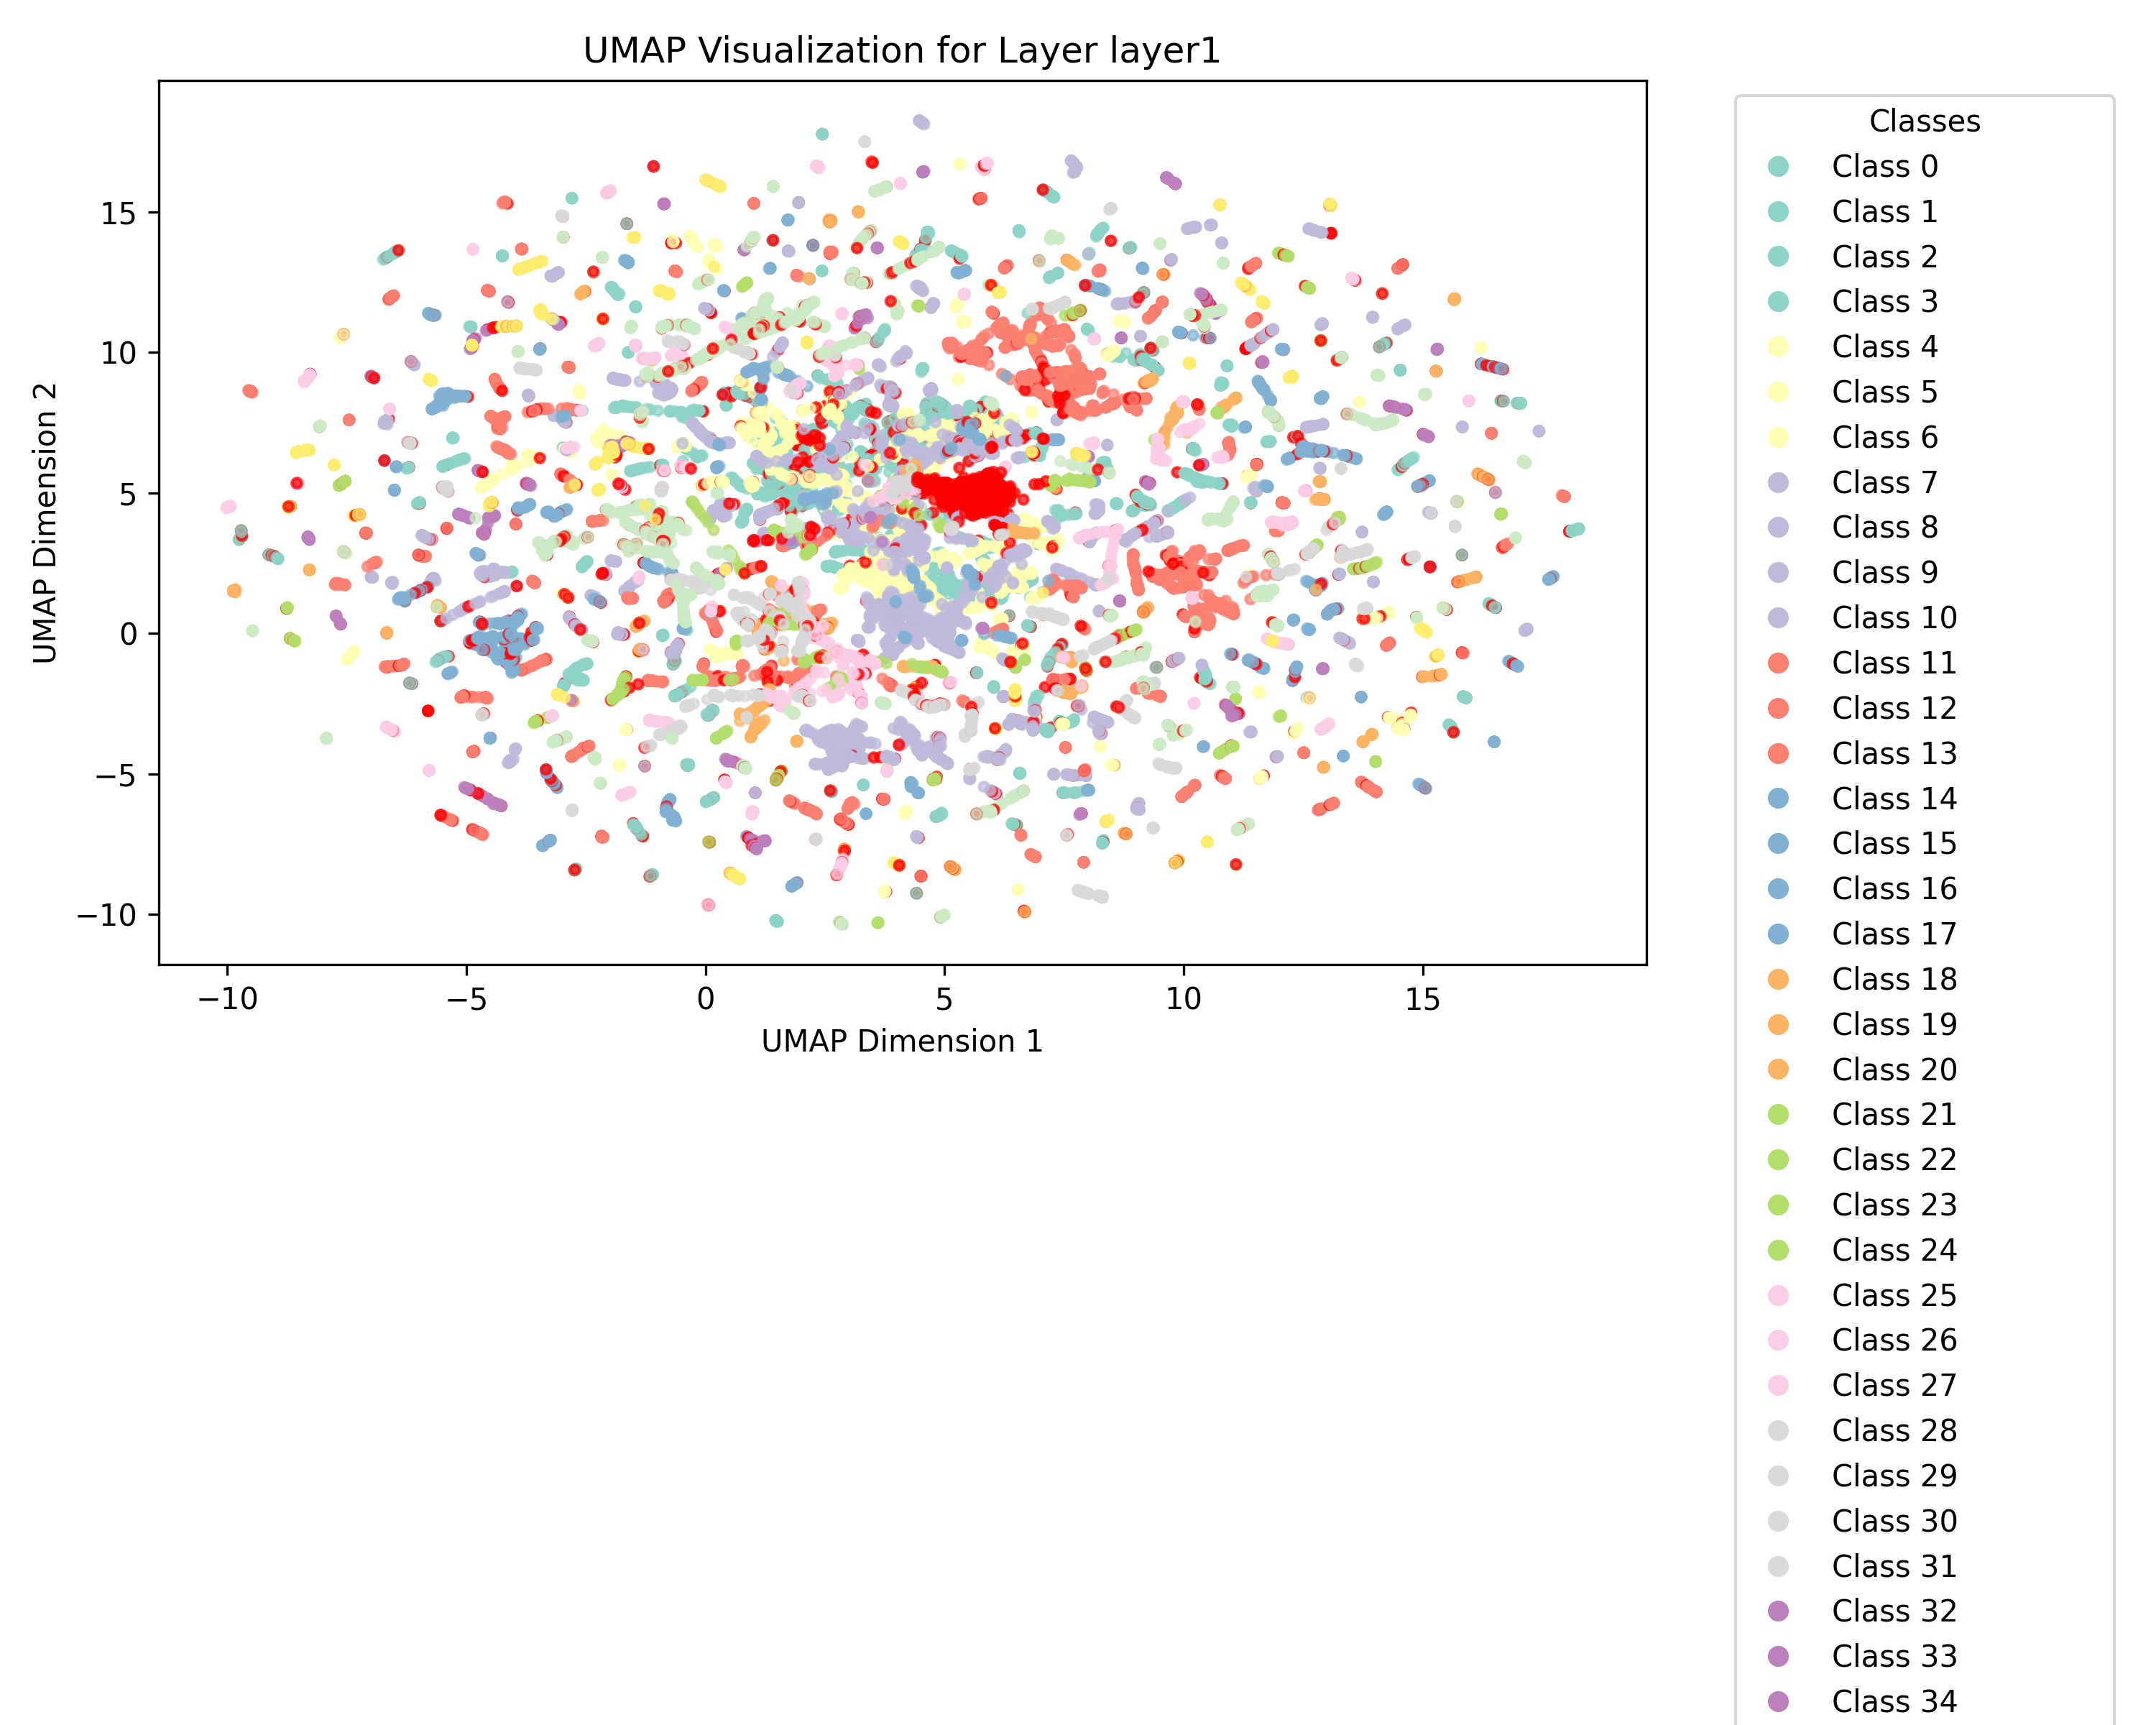 UMAP Visualization for Layer layer1
Classes
Class 0
Class 1
Class 2
Class 3
Class 4
Class 5
Class 6
Class 7
Class 8
Class 9
Class 10
Class 11
Class 12
Class 13
Class 14
Class 15
Class 16
Class 17
Class 18
Class 19
Class 20
Class 21
Class 22
Class 23
Class 24
Class 25
Class 26
Class 27
Class 28
Class 29
Class 30
Class 31
Class 32
Class 33
Class 34
UMAP Dimension 2
15
10
5
0
−5
−10
−10
−5
0
5
10
15
UMAP Dimension 1